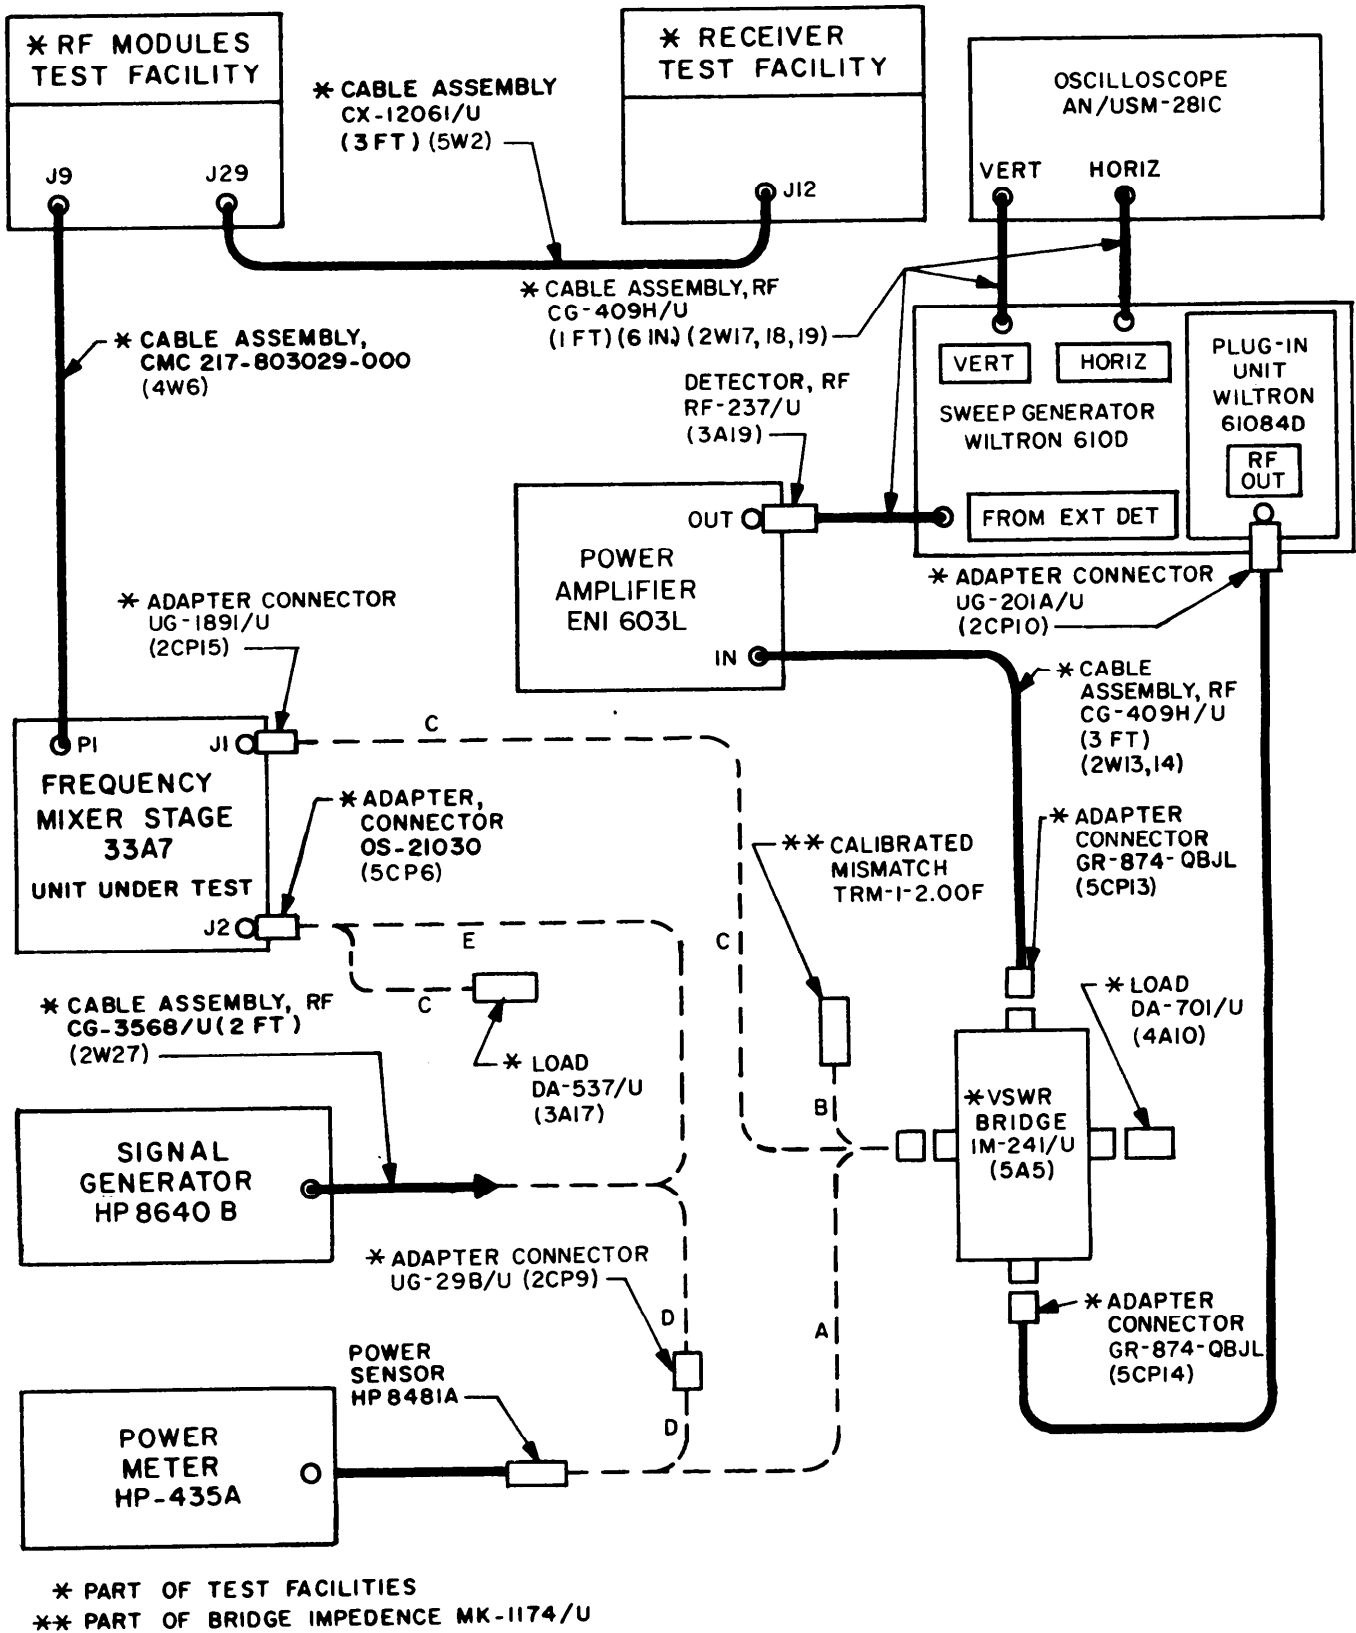 * RF MODULES
TEST FACILITY
J9
J29
* CABLE ASSEMBLY
CX-12061/U
(3 FT) (5W2)
* RECEIVER
TEST FACILITY
J12
OSCILLOSCOPE
AN/USM-281C
VERT
HORIZ
* CABLE ASSEMBLY, RF
CG-409H/U
(1 FT) (6 IN.) (2W17, 18, 19)
* CABLE ASSEMBLY,
CMC 217-803029-000
(4W6)
DETECTOR, RF
RF-237/U
(3A19)
VERT
HORIZ
SWEEP GENERATOR
WILTRON 610D
FROM EXT DET
PLUG-IN
UNIT
WILTRON
61084D
RF
OUT
OUT
POWER
AMPLIFIER
ENI 603L
IN
* ADAPTER CONNECTOR
UG-201A/U
(2CP10)
* ADAPTER CONNECTOR
UG-1891/U
(2CP15)
* CABLE
ASSEMBLY, RF
CG-409H/U
(3 FT)
(2W13,14)
P1
J1
C
FREQUENCY
MIXER STAGE
33A7
UNIT UNDER TEST
J2
* ADAPTER,
CONNECTOR
OS-21030
(5CP6)
** CALIBRATED
MISMATCH
TRM-1-2.00F
* ADAPTER
CONNECTOR
GR-874-QBJL
(5CP13)
E
C
C
* CABLE ASSEMBLY, RF
CG-3568/U (2 FT)
(2W27)
* LOAD
DA-537/U
(3A17)
* LOAD
DA-701/U
(4A10)
B
* VSWR
BRIDGE
IM-241/U
(5A5)
SIGNAL
GENERATOR
HP 8640 B
* ADAPTER CONNECTOR
UG-29B/U (2CP9)
D
A
* ADAPTER
CONNECTOR
GR-874-QBJL
(5CP14)
POWER
SENSOR
HP 8481A
D
POWER
METER
HP-435A
* PART OF TEST FACILITIES
** PART OF BRIDGE IMPEDENCE MK-1174/U